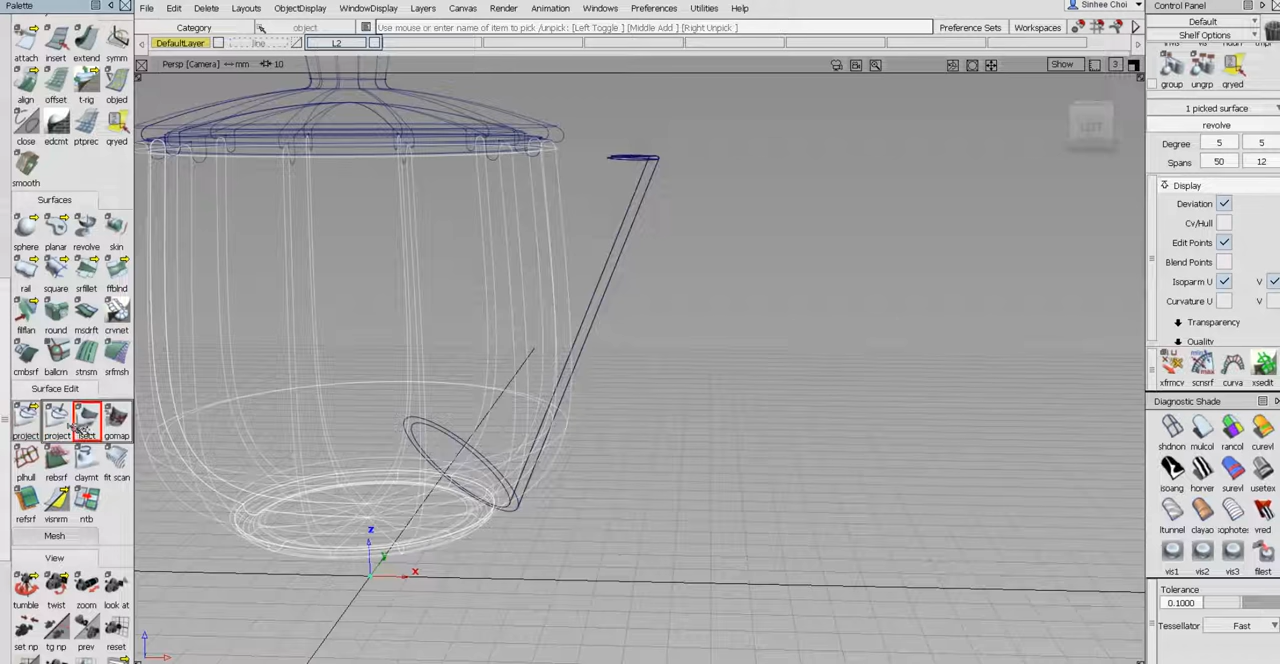 Palette
File Edit Delete Layouts ObjectDisplay WindowDisplay Layers Canvas Render Animation Windows Preferences Utilities Help
Sinhee Choi
Control Panel
Category object Use mouse or enter name of item to pick /unpick: [Left Toggle ] [Middle Add ] [Right Unpick ] Preference Sets Workspaces
Default
Shelf Options
DefaultLayer line L2
Persp [Camera] mm 10 Show 3
attach insert extend symm
align offset t-rig objed
close edcmt ptprec qryed
smooth
Surfaces
sphere planar revolve skin
rail square srfillet ffblnd
filflan round msdrft crvnet
cmbsrf ballcrn strnsm srfmsh
Surface Edit
project project isect gomap
plhull rebsrf claymt fit scan
refsrf visnrm ntb
Mesh
View
tumble twist zoom look at
set np tg np prev reset
LEFT
z
y
x
group ungrp qryed
1 picked surface
revolve
Degree 5 5
Spans 50 12
Display
Deviation
Cv/Hull
Edit Points
Blend Points
Isoparm U V
Curvature U V
Transparency
Quality
xfrmcv scnsrf curva xsedit
Diagnostic Shade
shdnon mulcol rancol curvel
isoang horver surevl usetex
ltunnel clayao sophotes vred
vis1 vis2 vis3 filest
Tolerance
0.1000
Tessellator Fast